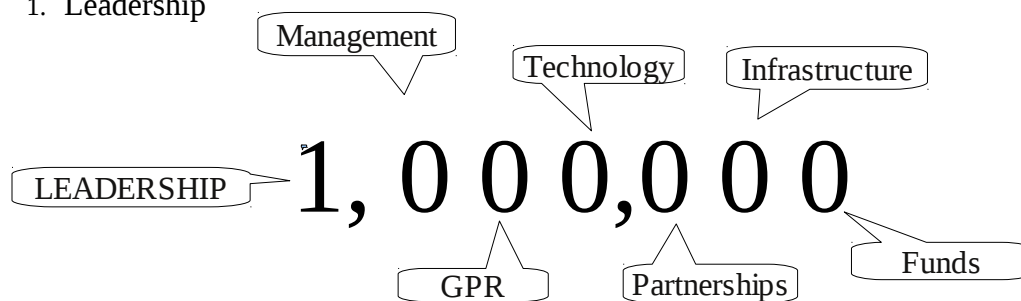 1. Leadership
Management
Technology
Infrastructure
LEADERSHIP
1, 0 0 0,0 0 0
GPR
Partnerships
Funds